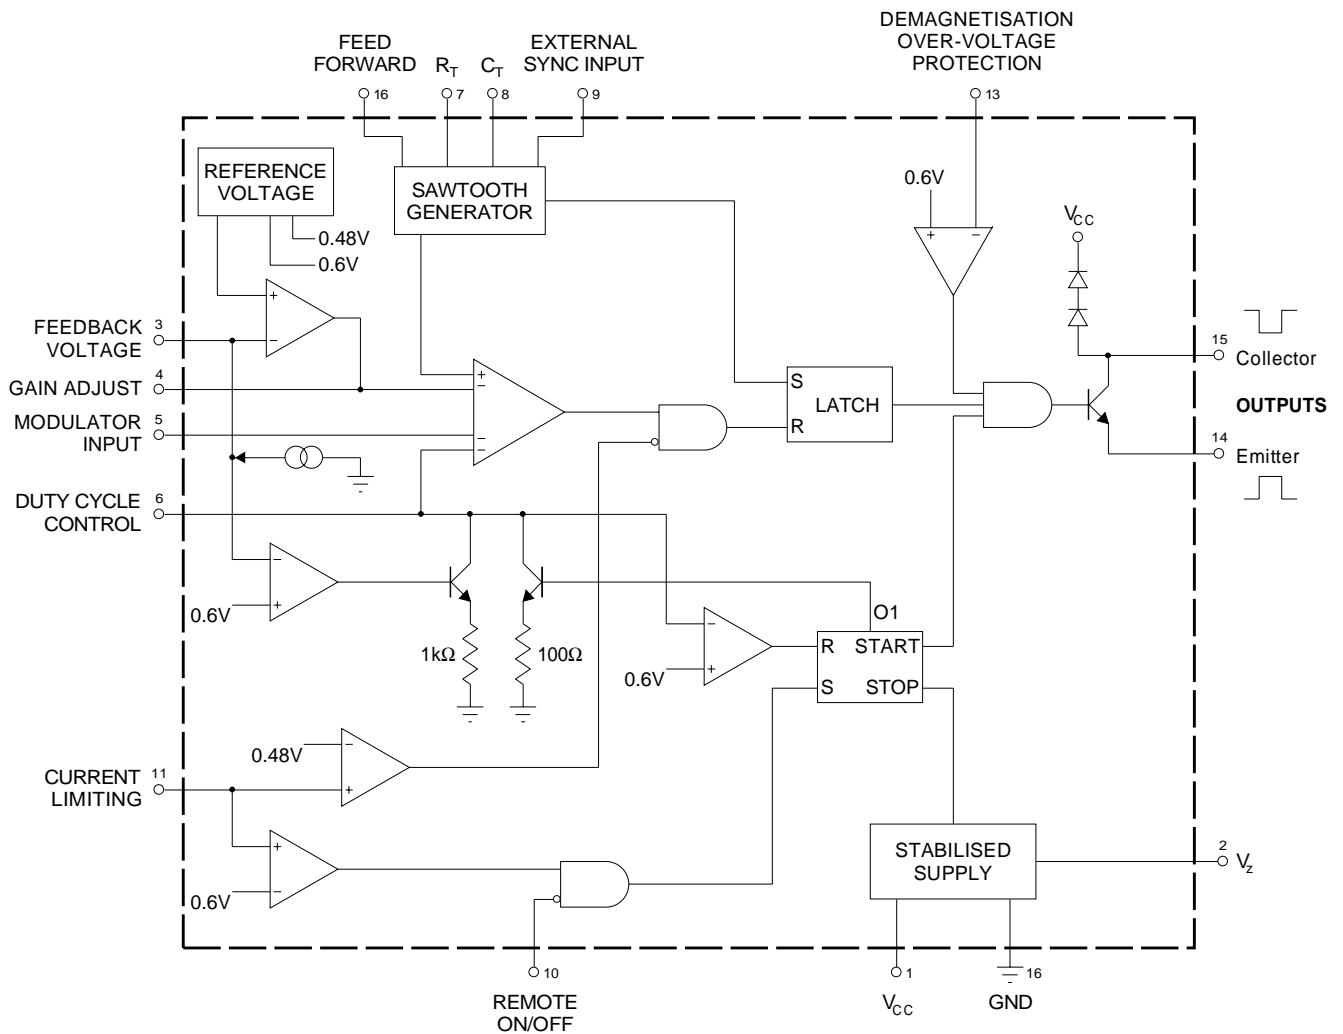 DEMAGNETISATION
OVER-VOLTAGE
PROTECTION
FEED
FORWARD
R_T
C_T
EXTERNAL
SYNC INPUT
16
7
8
9
13
REFERENCE
VOLTAGE
SAWTOOTH
GENERATOR
0.6V
V_CC
0.48V
0.6V
+
−
+
−
FEEDBACK
VOLTAGE
3
GAIN ADJUST
4
MODULATOR
INPUT
5
+
−
−
−
S
R
LATCH
15
Collector
OUTPUTS
14
Emitter
DUTY CYCLE
CONTROL
6
−
+
0.6V
1kΩ
100Ω
−
+
0.6V
O1
R
START
S
STOP
0.48V
−
+
CURRENT
LIMITING
11
+
−
0.6V
STABILISED
SUPPLY
2
V_z
10
REMOTE
ON/OFF
1
V_CC
16
GND